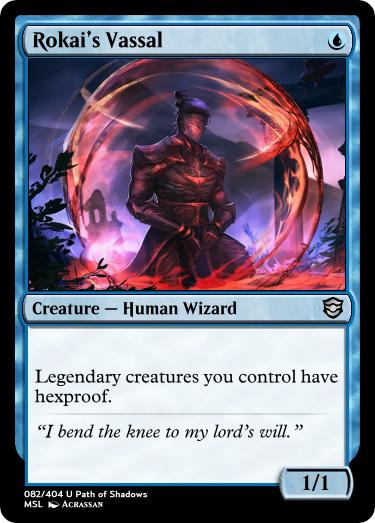 Rokai's Vassal
Creature — Human Wizard
Legendary creatures you control have
hexproof.
“I bend the knee to my lord's will.”
1/1
082/404 U Path of Shadows
MSL Acrassan